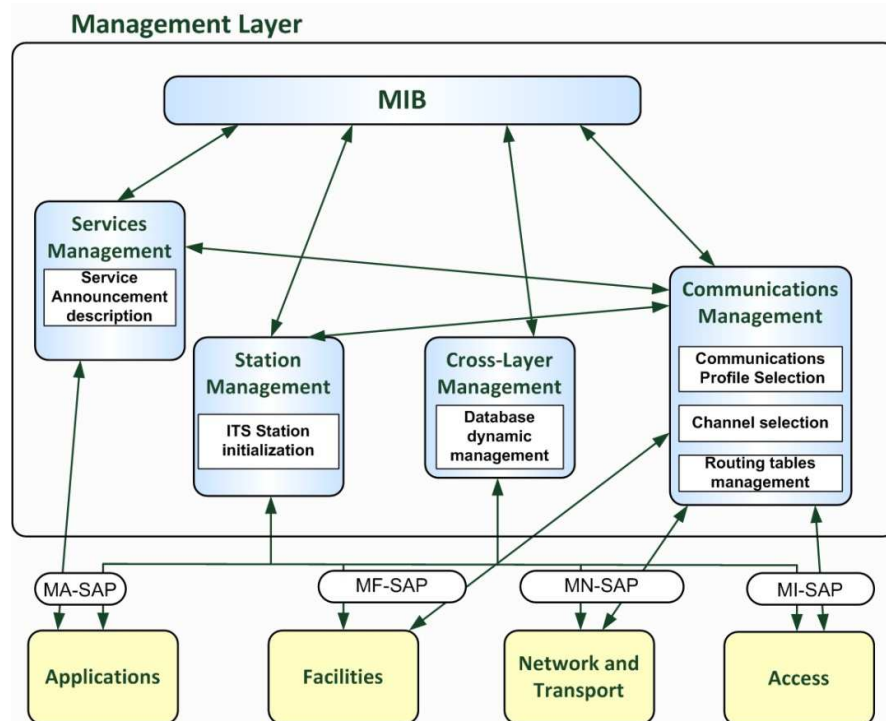 Management Layer
MIB
Services
Management
Service
Announcement
description
Station
Management
ITS Station
initialization
Cross-Layer
Management
Database
dynamic
management
Communications
Management
Communications
Profile Selection
Channel selection
Routing tables
management
MA-SAP
MF-SAP
MN-SAP
MI-SAP
Applications
Facilities
Network and
Transport
Access